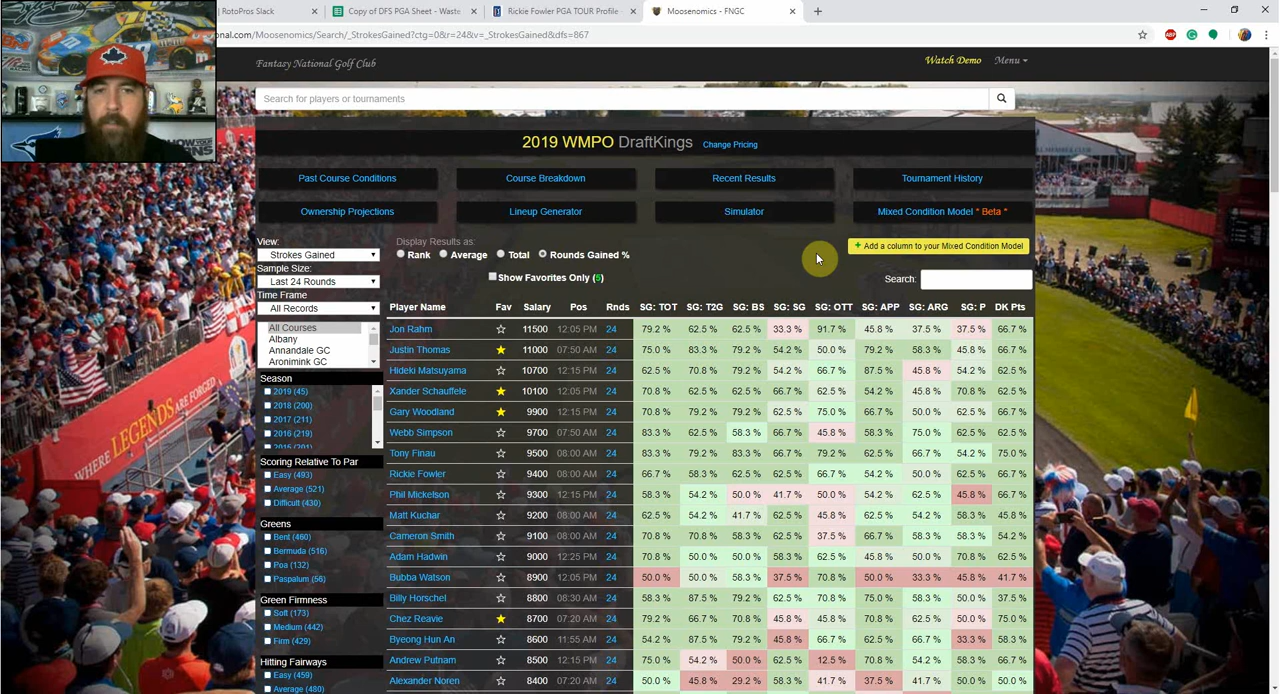 RotoPros Slack
Copy of DFS PGA Sheet - Waste
Rickie Fowler PGA TOUR Profile -
Moosenomics - FNGC
onal.com/Moosenomics/Search/_StrokesGained?ctg=0&r=24&v=_StrokesGained&dfs=867
Fantasy National Golf Club
Watch Demo Menu
Search for players or tournaments
2019 WMPO DraftKings Change Pricing
Past Course Conditions Course Breakdown Recent Results Tournament History
Ownership Projections Lineup Generator Simulator Mixed Condition Model * Beta *
View:
Strokes Gained
Sample Size:
Last 24 Rounds
Time Frame
All Records
All Courses
Albany
Annandale GC
Aronimink GC
Display Results as:
Rank Average Total Rounds Gained %
Show Favorites Only (5)
+ Add a column to your Mixed Condition Model
Search:
Season
2019 (45)
2018 (200)
2017 (211)
2016 (219)
2015 (201)
Scoring Relative To Par
Easy (493)
Average (521)
Difficult (430)
Greens
Bent (460)
Bermuda (516)
Poa (132)
Paspalum (56)
Green Firmness
Soft (173)
Medium (442)
Firm (429)
Hitting Fairways
Easy (459)
Average (480)
Player Name Fav Salary Pos Rnds SG: TOT SG: T2G SG: BS SG: SG SG: OTT SG: APP SG: ARG SG: P DK Pts
Jon Rahm 11500 12:05 PM 24 79.2 % 62.5 % 62.5 % 33.3 % 91.7 % 45.8 % 37.5 % 37.5 % 66.7 %
Justin Thomas 11000 07:50 AM 24 75.0 % 83.3 % 79.2 % 54.2 % 50.0 % 79.2 % 58.3 % 45.8 % 66.7 %
Hideki Matsuyama 10700 12:15 PM 24 62.5 % 70.8 % 79.2 % 54.2 % 66.7 % 87.5 % 45.8 % 54.2 % 62.5 %
Xander Schauffele 10100 12:05 PM 24 70.8 % 62.5 % 62.5 % 62.5 % 66.7 % 54.2 % 45.8 % 70.8 % 62.5 %
Gary Woodland 9900 12:15 PM 24 70.8 % 79.2 % 79.2 % 62.5 % 75.0 % 66.7 % 50.0 % 62.5 % 66.7 %
Webb Simpson 9700 07:50 AM 24 83.3 % 62.5 % 58.3 % 66.7 % 45.8 % 58.3 % 75.0 % 62.5 % 62.5 %
Tony Finau 9500 08:00 AM 24 83.3 % 79.2 % 83.3 % 66.7 % 79.2 % 62.5 % 66.7 % 54.2 % 75.0 %
Rickie Fowler 9400 08:00 AM 24 66.7 % 58.3 % 62.5 % 62.5 % 66.7 % 54.2 % 50.0 % 62.5 % 66.7 %
Phil Mickelson 9300 12:15 PM 24 58.3 % 54.2 % 50.0 % 41.7 % 50.0 % 54.2 % 62.5 % 45.8 % 66.7 %
Matt Kuchar 9200 08:00 AM 24 62.5 % 54.2 % 41.7 % 62.5 % 45.8 % 54.2 % 62.5 % 58.3 % 45.8 %
Cameron Smith 9100 08:00 AM 24 70.8 % 70.8 % 58.3 % 62.5 % 37.5 % 66.7 % 58.3 % 58.3 % 54.2 %
Adam Hadwin 9000 12:25 PM 24 70.8 % 50.0 % 50.0 % 58.3 % 62.5 % 45.8 % 50.0 % 70.8 % 62.5 %
Bubba Watson 8900 12:05 PM 24 50.0 % 50.0 % 58.3 % 37.5 % 70.8 % 50.0 % 33.3 % 45.8 % 41.7 %
Billy Horschel 8800 08:30 AM 24 58.3 % 87.5 % 79.2 % 62.5 % 70.8 % 75.0 % 58.3 % 37.5 % 58.3 %
Chez Reavie 8700 07:20 AM 24 79.2 % 66.7 % 70.8 % 45.8 % 45.8 % 70.8 % 62.5 % 50.0 % 75.0 %
Byeong Hun An 8600 11:55 AM 24 54.2 % 87.5 % 79.2 % 45.8 % 66.7 % 62.5 % 66.7 % 33.3 % 58.3 %
Andrew Putnam 8500 12:15 PM 24 75.0 % 54.2 % 50.0 % 62.5 % 12.5 % 70.8 % 54.2 % 58.3 % 66.7 %
Alexander Noren 8400 07:20 AM 24 50.0 % 45.8 % 29.2 % 58.3 % 41.7 % 37.5 % 41.7 % 50.0 % 50.0 %
WHERE LEGENDS ARE FORGED